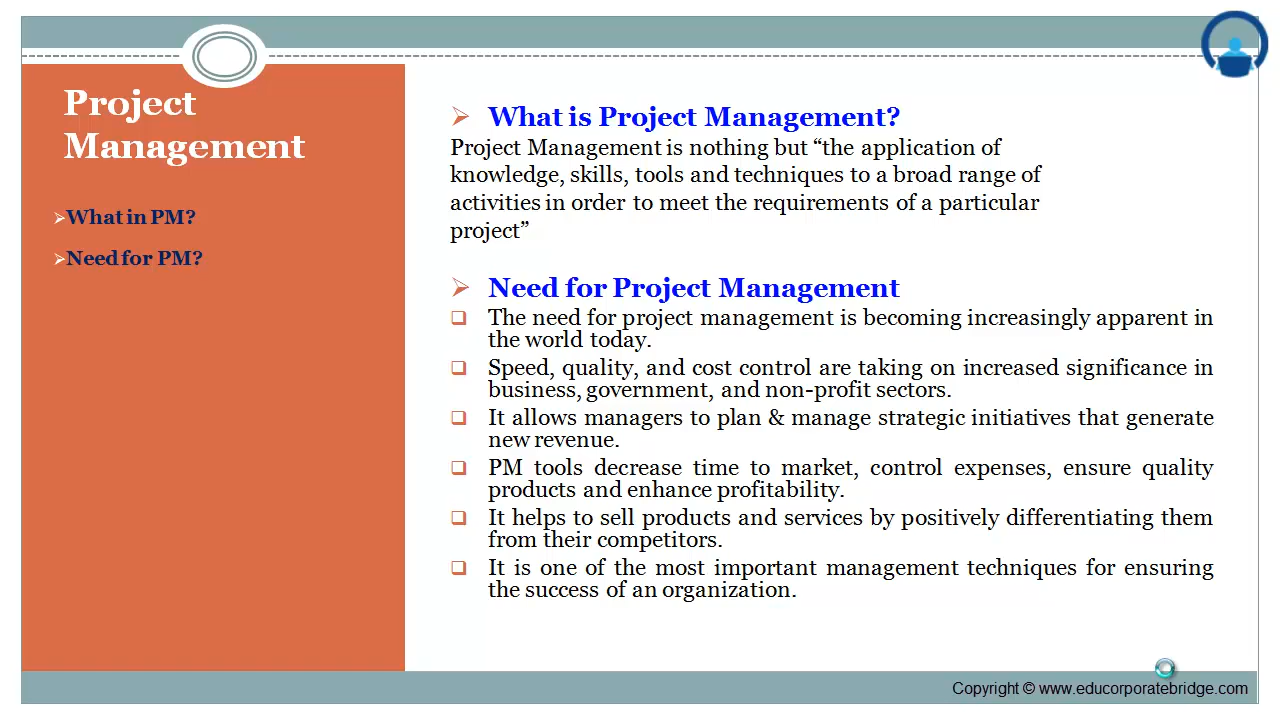 Project
Management
What in PM?
Need for PM?
What is Project Management?
Project Management is nothing but “the application of
knowledge, skills, tools and techniques to a broad range of
activities in order to meet the requirements of a particular
project”
Need for Project Management
The need for project management is becoming increasingly apparent in
the world today.
Speed, quality, and cost control are taking on increased significance in
business, government, and non-profit sectors.
It allows managers to plan & manage strategic initiatives that generate
new revenue.
PM tools decrease time to market, control expenses, ensure quality
products and enhance profitability.
It helps to sell products and services by positively differentiating them
from their competitors.
It is one of the most important management techniques for ensuring
the success of an organization.
Copyright © www.educorporatebridge.com